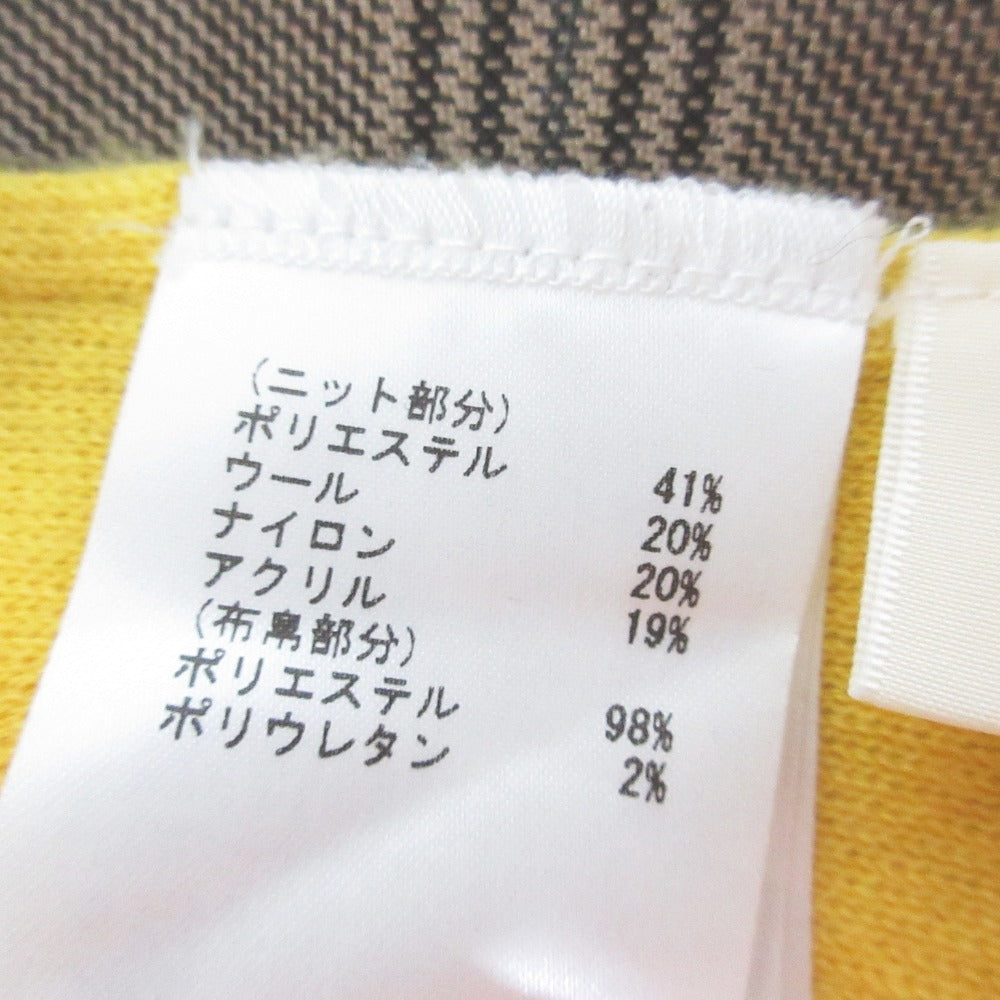 (ニット部分)
ポリエステル 41%
ウール 20%
ナイロン 20%
アクリル 19%
(布帛部分)
ポリエステル 98%
ポリウレタン 2%